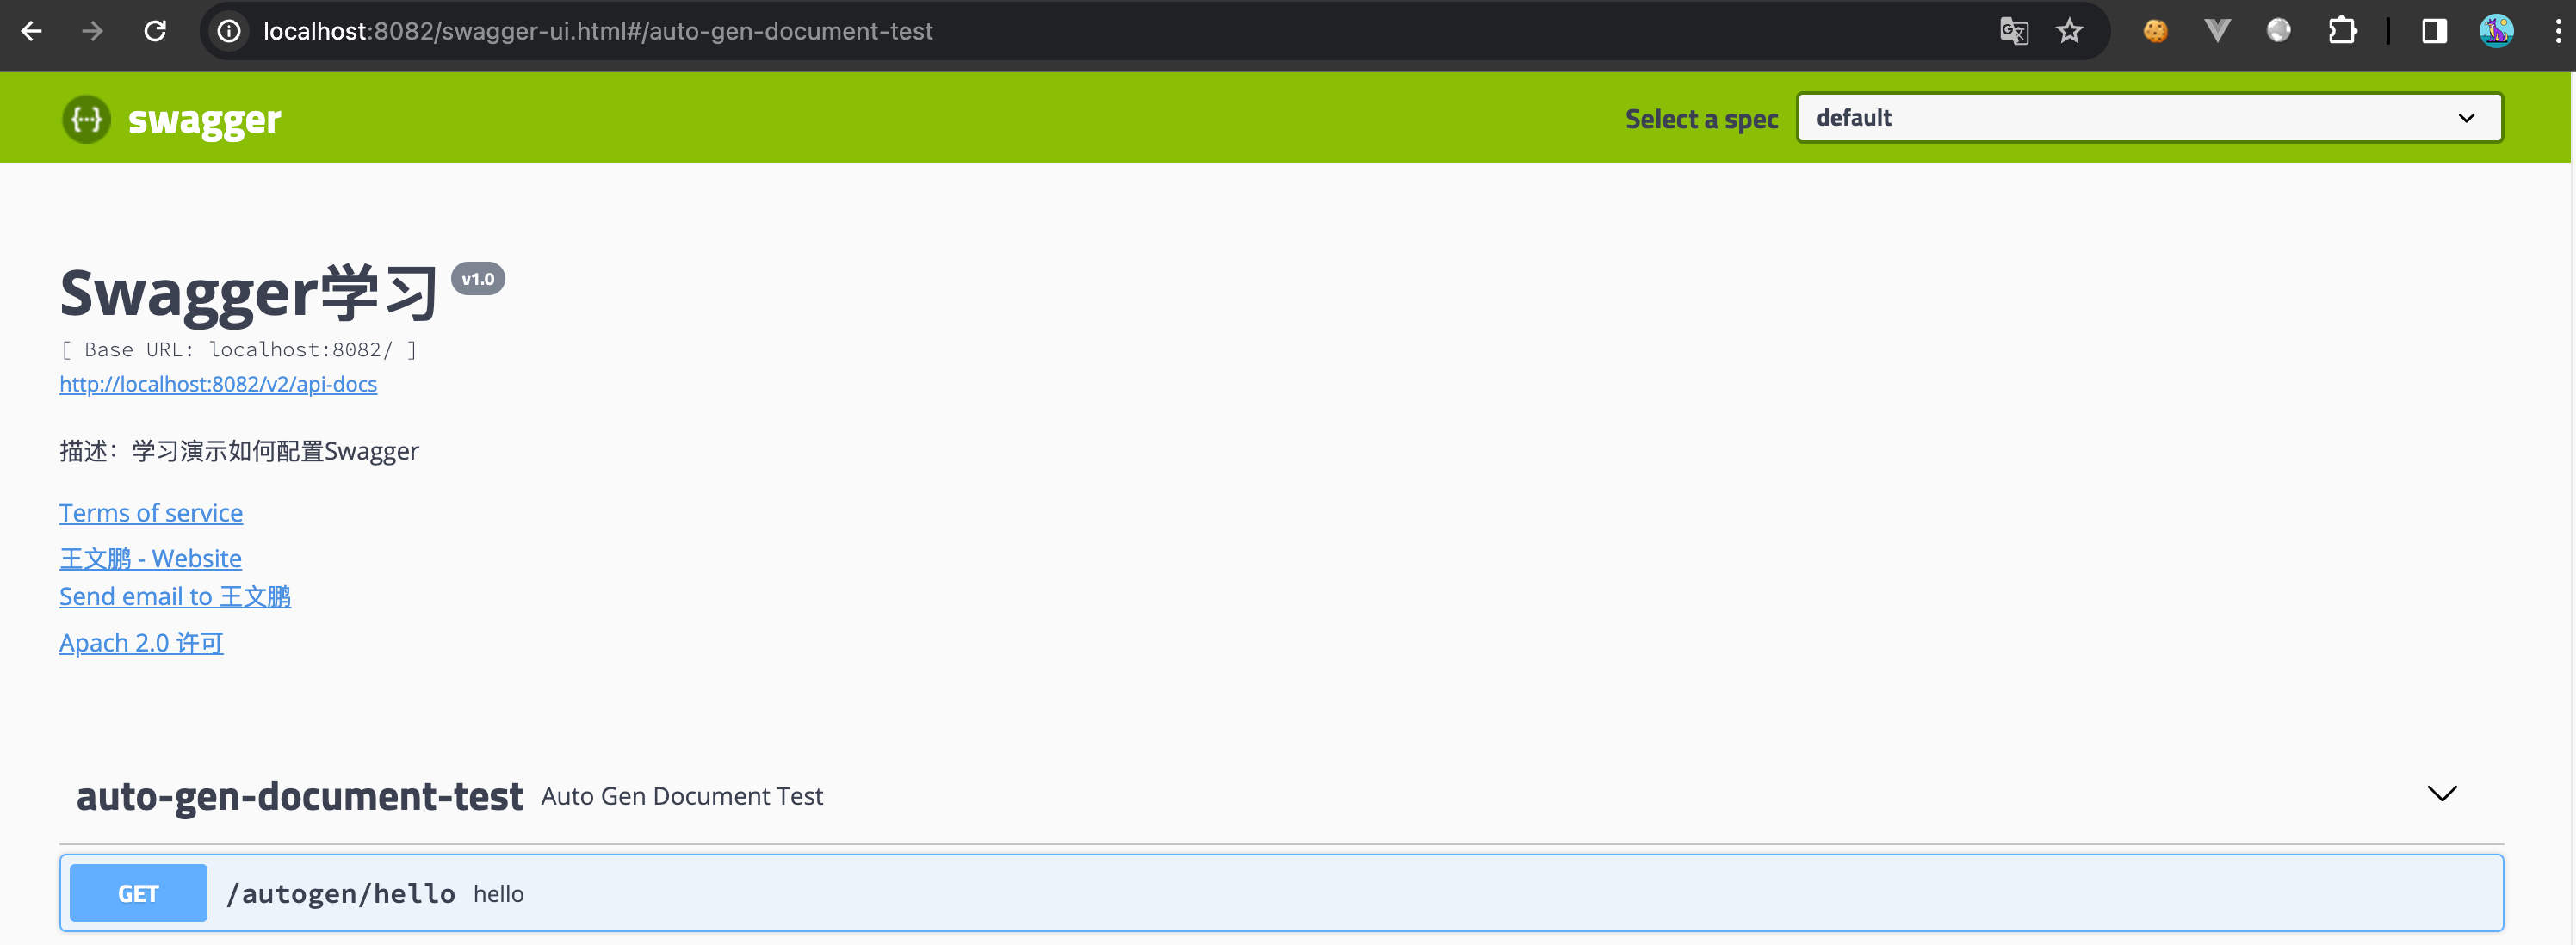 localhost:8082/swagger-ui.html#/auto-gen-document-test
swagger
Select a spec
default
Swagger学习 v1.0
[ Base URL: localhost:8082/ ]
http://localhost:8082/v2/api-docs
描述：学习演示如何配置Swagger
Terms of service
王文鹏 - Website
Send email to 王文鹏
Apach 2.0 许可
auto-gen-document-test Auto Gen Document Test
GET /autogen/hello hello